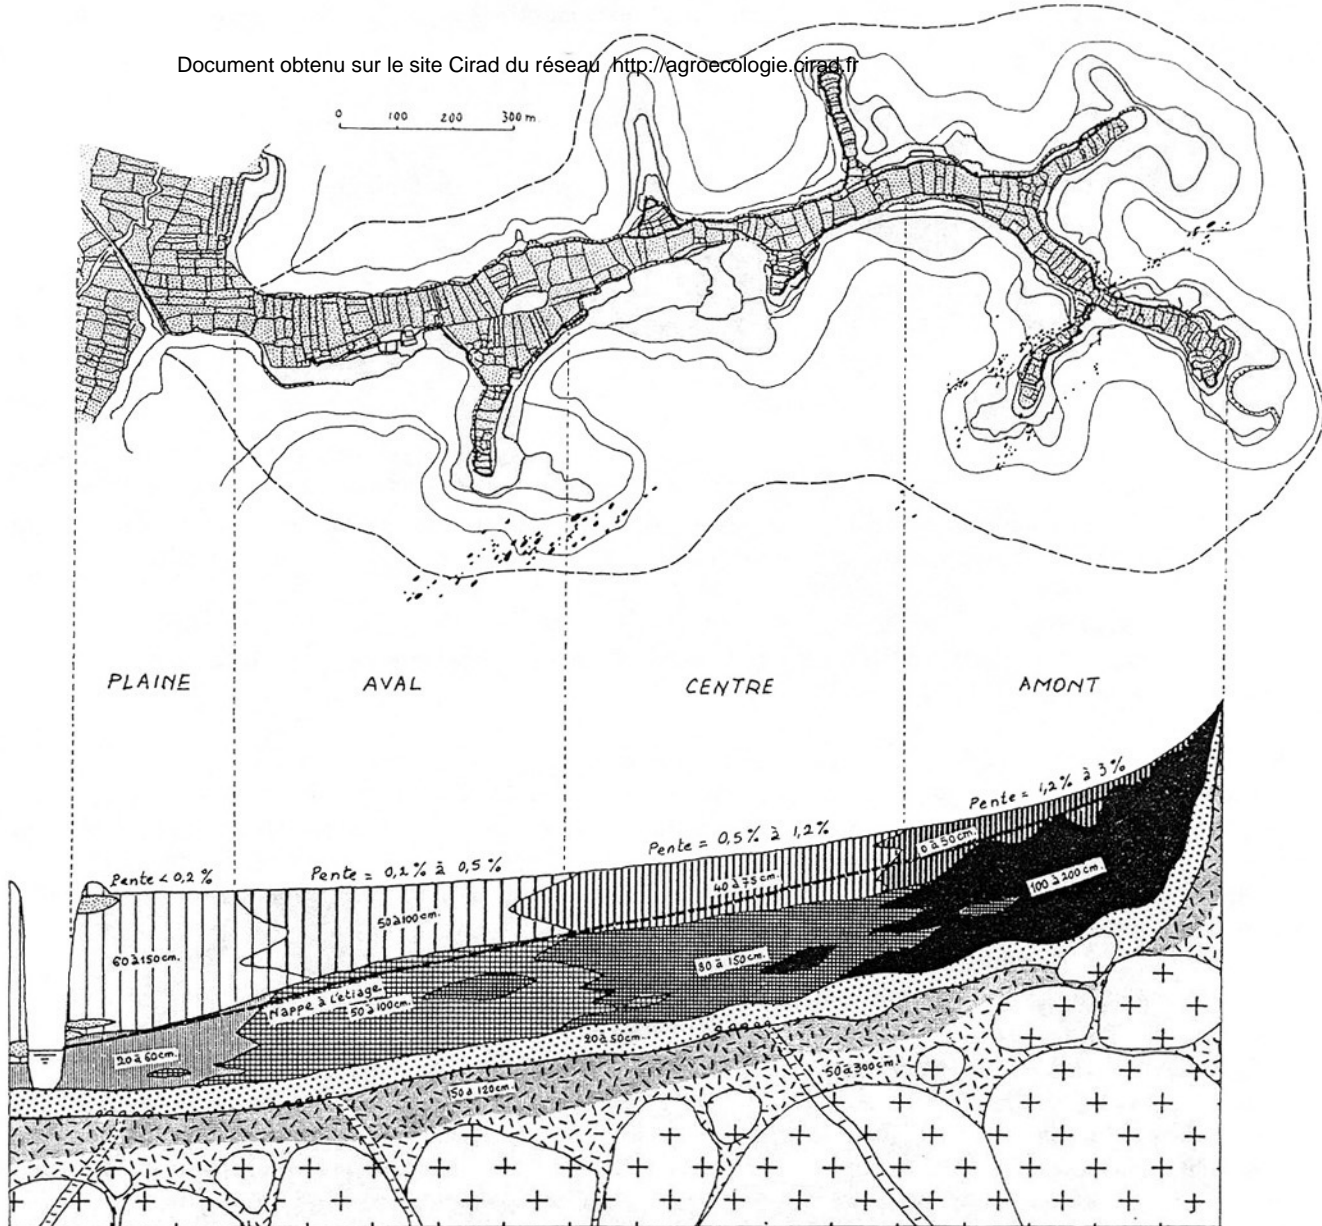 Document obtenu sur le site Cirad du réseau http://agroecologie.cirad.fr
0 100 200 300 m.
PLAINE
AVAL
CENTRE
AMONT
Pente < 0,2 %
Pente = 0,2 % à 0,5 %
Pente = 0,5 % à 1,2 %
Pente = 1,2 % à 3 %
60 à 150 cm.
50 à 100 cm.
40 à 75 cm.
0 à 50 cm.
100 à 200 cm.
80 à 150 cm.
Nappe à l'étiage
50 à 100 cm.
20 à 60 cm.
20 à 50 cm.
50 à 120 cm.
50 à 300 cm.